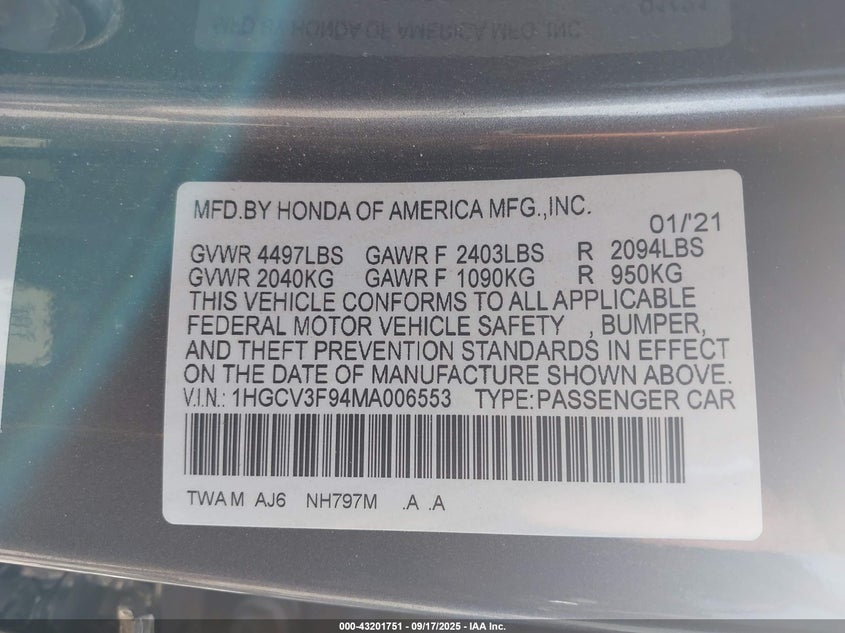 MFD.BY HONDA OF AMERICA MFG.,INC.
01/'21
GVWR 4497LBS GAWR F 2403LBS R 2094LBS
GVWR 2040KG GAWR F 1090KG R 950KG
THIS VEHICLE CONFORMS TO ALL APPLICABLE
FEDERAL MOTOR VEHICLE SAFETY , BUMPER,
AND THEFT PREVENTION STANDARDS IN EFFECT
ON THE DATE OF MANUFACTURE SHOWN ABOVE.
V.I.N.: 1HGCV3F94MA006553 TYPE:PASSENGER CAR
TWA M AJ6 NH797M .A .A
000-43201751 - 09/17/2025 - IAA Inc.